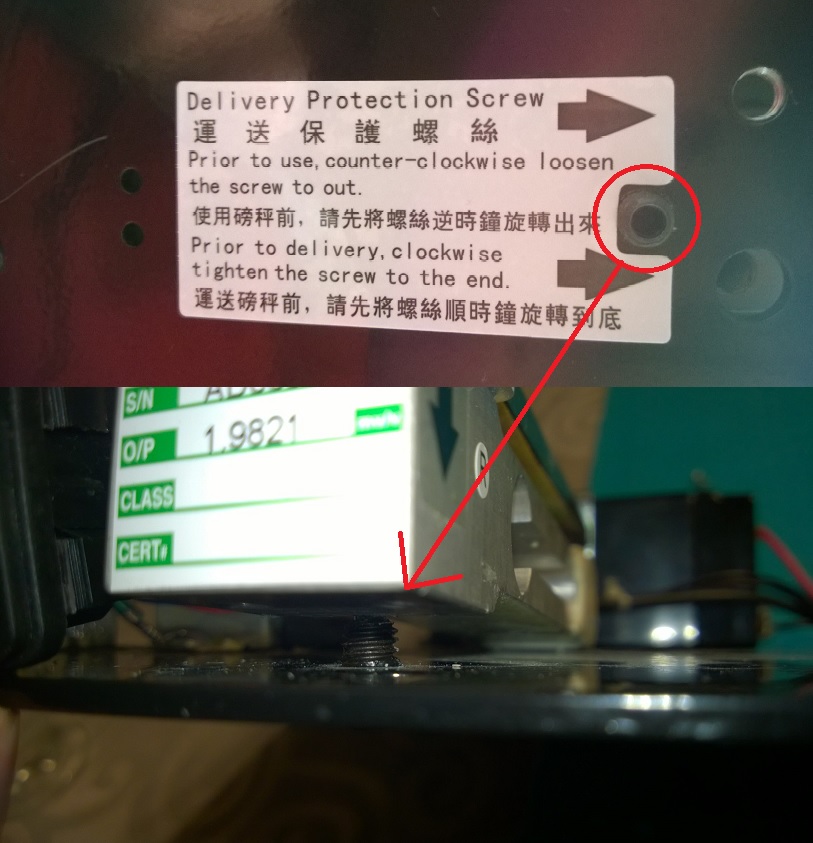 Delivery Protection Screw
運送保護螺絲
Prior to use, counter-clockwise loosen
the screw to out.
使用磅秤前，請先將螺絲逆時鐘旋轉出來
Prior to delivery, clockwise
tighten the screw to the end.
運送磅秤前，請先將螺絲順時鐘旋轉到底
S/N
O/P 1.9821
CLASS
CERT#
R